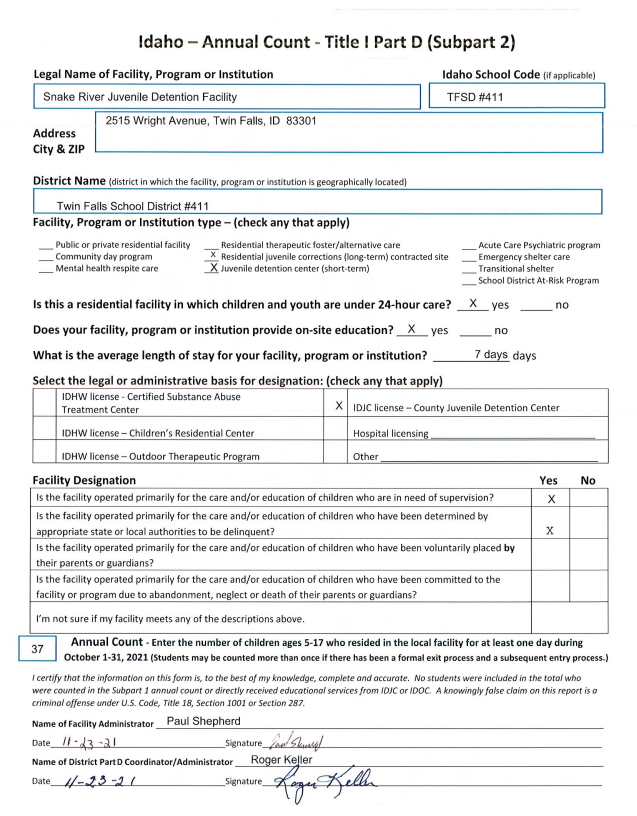 Idaho – Annual Count - Title I Part D (Subpart 2)
Legal Name of Facility, Program or Institution
Idaho School Code (if applicable)
Snake River Juvenile Detention Facility
TFSD #411
2515 Wright Avenue, Twin Falls, ID 83301
Address
City & ZIP
District Name (district in which the facility, program or institution is geographically located)
Twin Falls School District #411
Facility, Program or Institution type – (check any that apply)
___ Public or private residential facility
___ Residential therapeutic foster/alternative care
___ Acute Care Psychiatric program
___ Community day program
X Residential juvenile corrections (long-term) contracted site
___ Emergency shelter care
___ Mental health respite care
X Juvenile detention center (short-term)
___ Transitional shelter
___ School District At-Risk Program
Is this a residential facility in which children and youth are under 24-hour care? X yes _____ no
Does your facility, program or institution provide on-site education? X yes _____ no
What is the average length of stay for your facility, program or institution? 7 days days
Select the legal or administrative basis for designation: (check any that apply)
IDHW license - Certified Substance Abuse
Treatment Center
X IDJC license – County Juvenile Detention Center
IDHW license – Children's Residential Center
Hospital licensing
IDHW license – Outdoor Therapeutic Program
Other
Facility Designation Yes No
Is the facility operated primarily for the care and/or education of children who are in need of supervision? X
Is the facility operated primarily for the care and/or education of children who have been determined by
appropriate state or local authorities to be delinquent? X
Is the facility operated primarily for the care and/or education of children who have been voluntarily placed by
their parents or guardians?
Is the facility operated primarily for the care and/or education of children who have been committed to the
facility or program due to abandonment, neglect or death of their parents or guardians?
I'm not sure if my facility meets any of the descriptions above.
37
Annual Count - Enter the number of children ages 5-17 who resided in the local facility for at least one day during
October 1-31, 2021 (Students may be counted more than once if there has been a formal exit process and a subsequent entry process.)
I certify that the information on this form is, to the best of my knowledge, complete and accurate. No students were included in the total who
were counted in the Subpart 1 annual count or directly received educational services from IDJC or IDOC. A knowingly false claim on this report is a
criminal offense under U.S. Code, Title 18, Section 1001 or Section 287.
Name of Facility Administrator Paul Shepherd
Date 11-23-21 Signature
Name of District Part D Coordinator/Administrator Roger Keller
Date 11-23-21 Signature Roger Keller